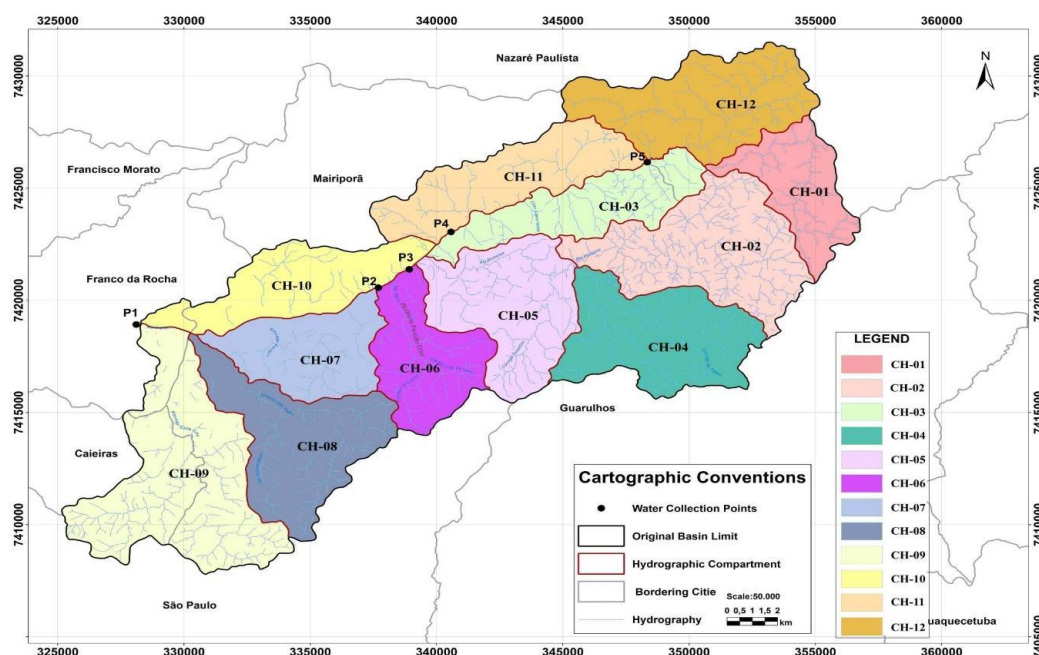 325000 330000 335000 340000 345000 350000 355000 360000
7430000
7430000
Nazaré Paulista
N
CH-12
Francisco Morato
P5
Mairiporã
CH-11
7425000
7425000
CH-01
CH-03
P4
CH-02
P3
Franco da Rocha
P2
CH-10
7420000
7420000
P1
CH-05
LEGEND
CH-07
CH-04
CH-06
CH-01
CH-02
CH-03
CH-04
CH-05
CH-06
CH-07
CH-08
CH-09
CH-10
CH-11
CH-12
7415000
7415000
Guarulhos
CH-08
Caieiras
CH-09
Cartographic Conventions
Water Collection Points
Original Basin Limit
Hydrographic Compartment
Bordering Citie
Hydrography
Scale:50.000
0 0,5 1 1,5 2
km
7410000
7410000
São Paulo
uaquecetuba
325000 330000 335000 340000 345000 350000 355000 360000